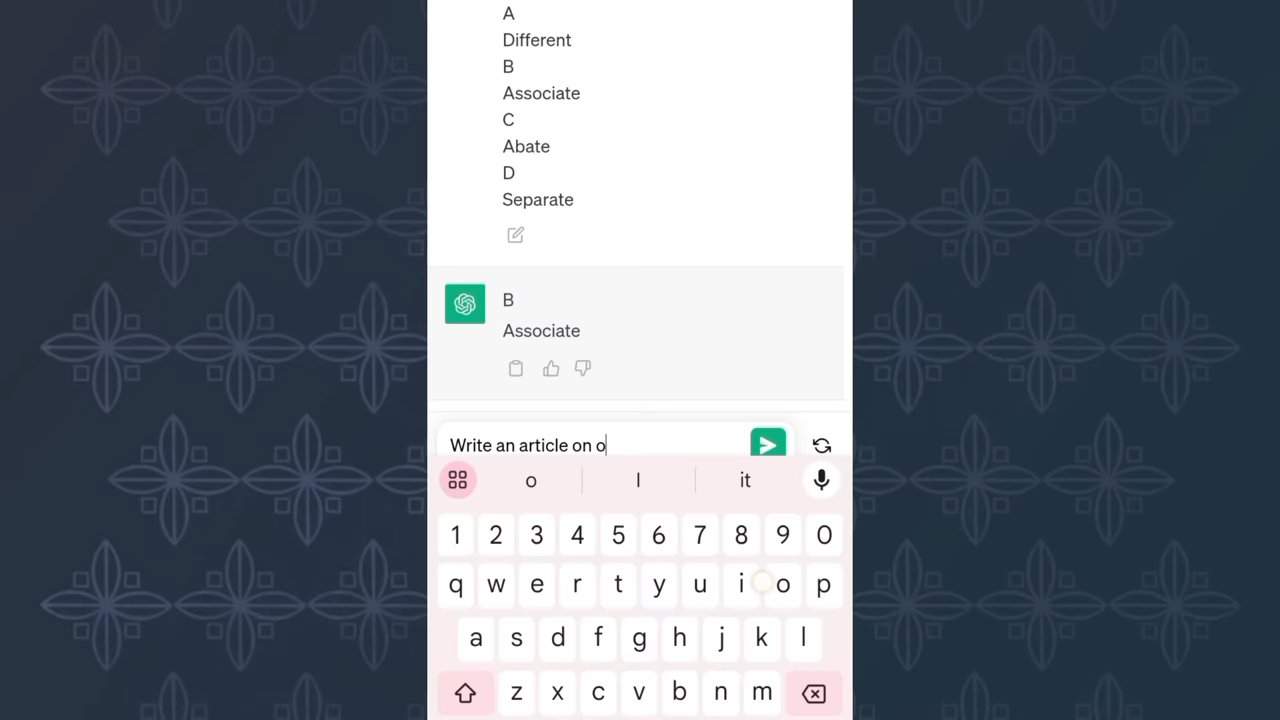 A
Different
B
Associate
C
Abate
D
Separate
B
Associate
Write an article on o
o I it
1 2 3 4 5 6 7 8 9 0
q w e r t y u i o p
a s d f g h j k l
z x c v b n m